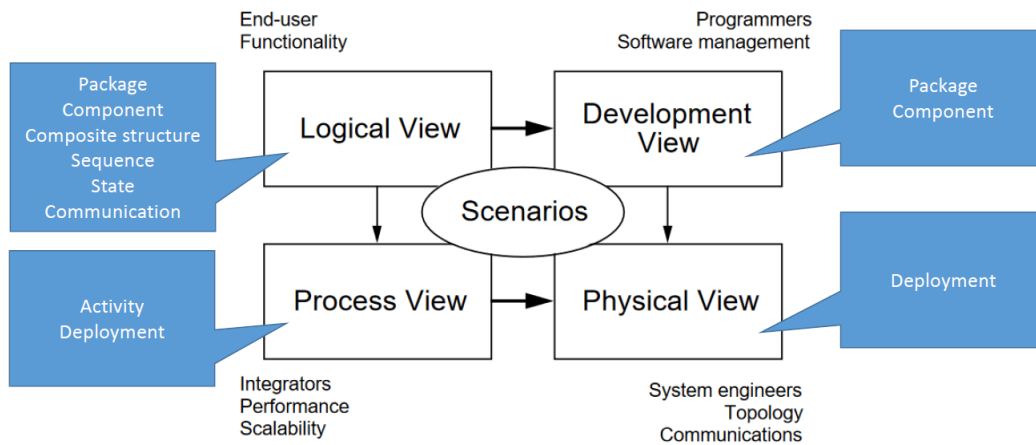 End-user
Functionality
Programmers
Software management
Package
Component
Composite structure
Sequence
State
Communication
Logical View
Development
View
Package
Component
Scenarios
Activity
Deployment
Process View
Physical View
Deployment
Integrators
Performance
Scalability
System engineers
Topology
Communications